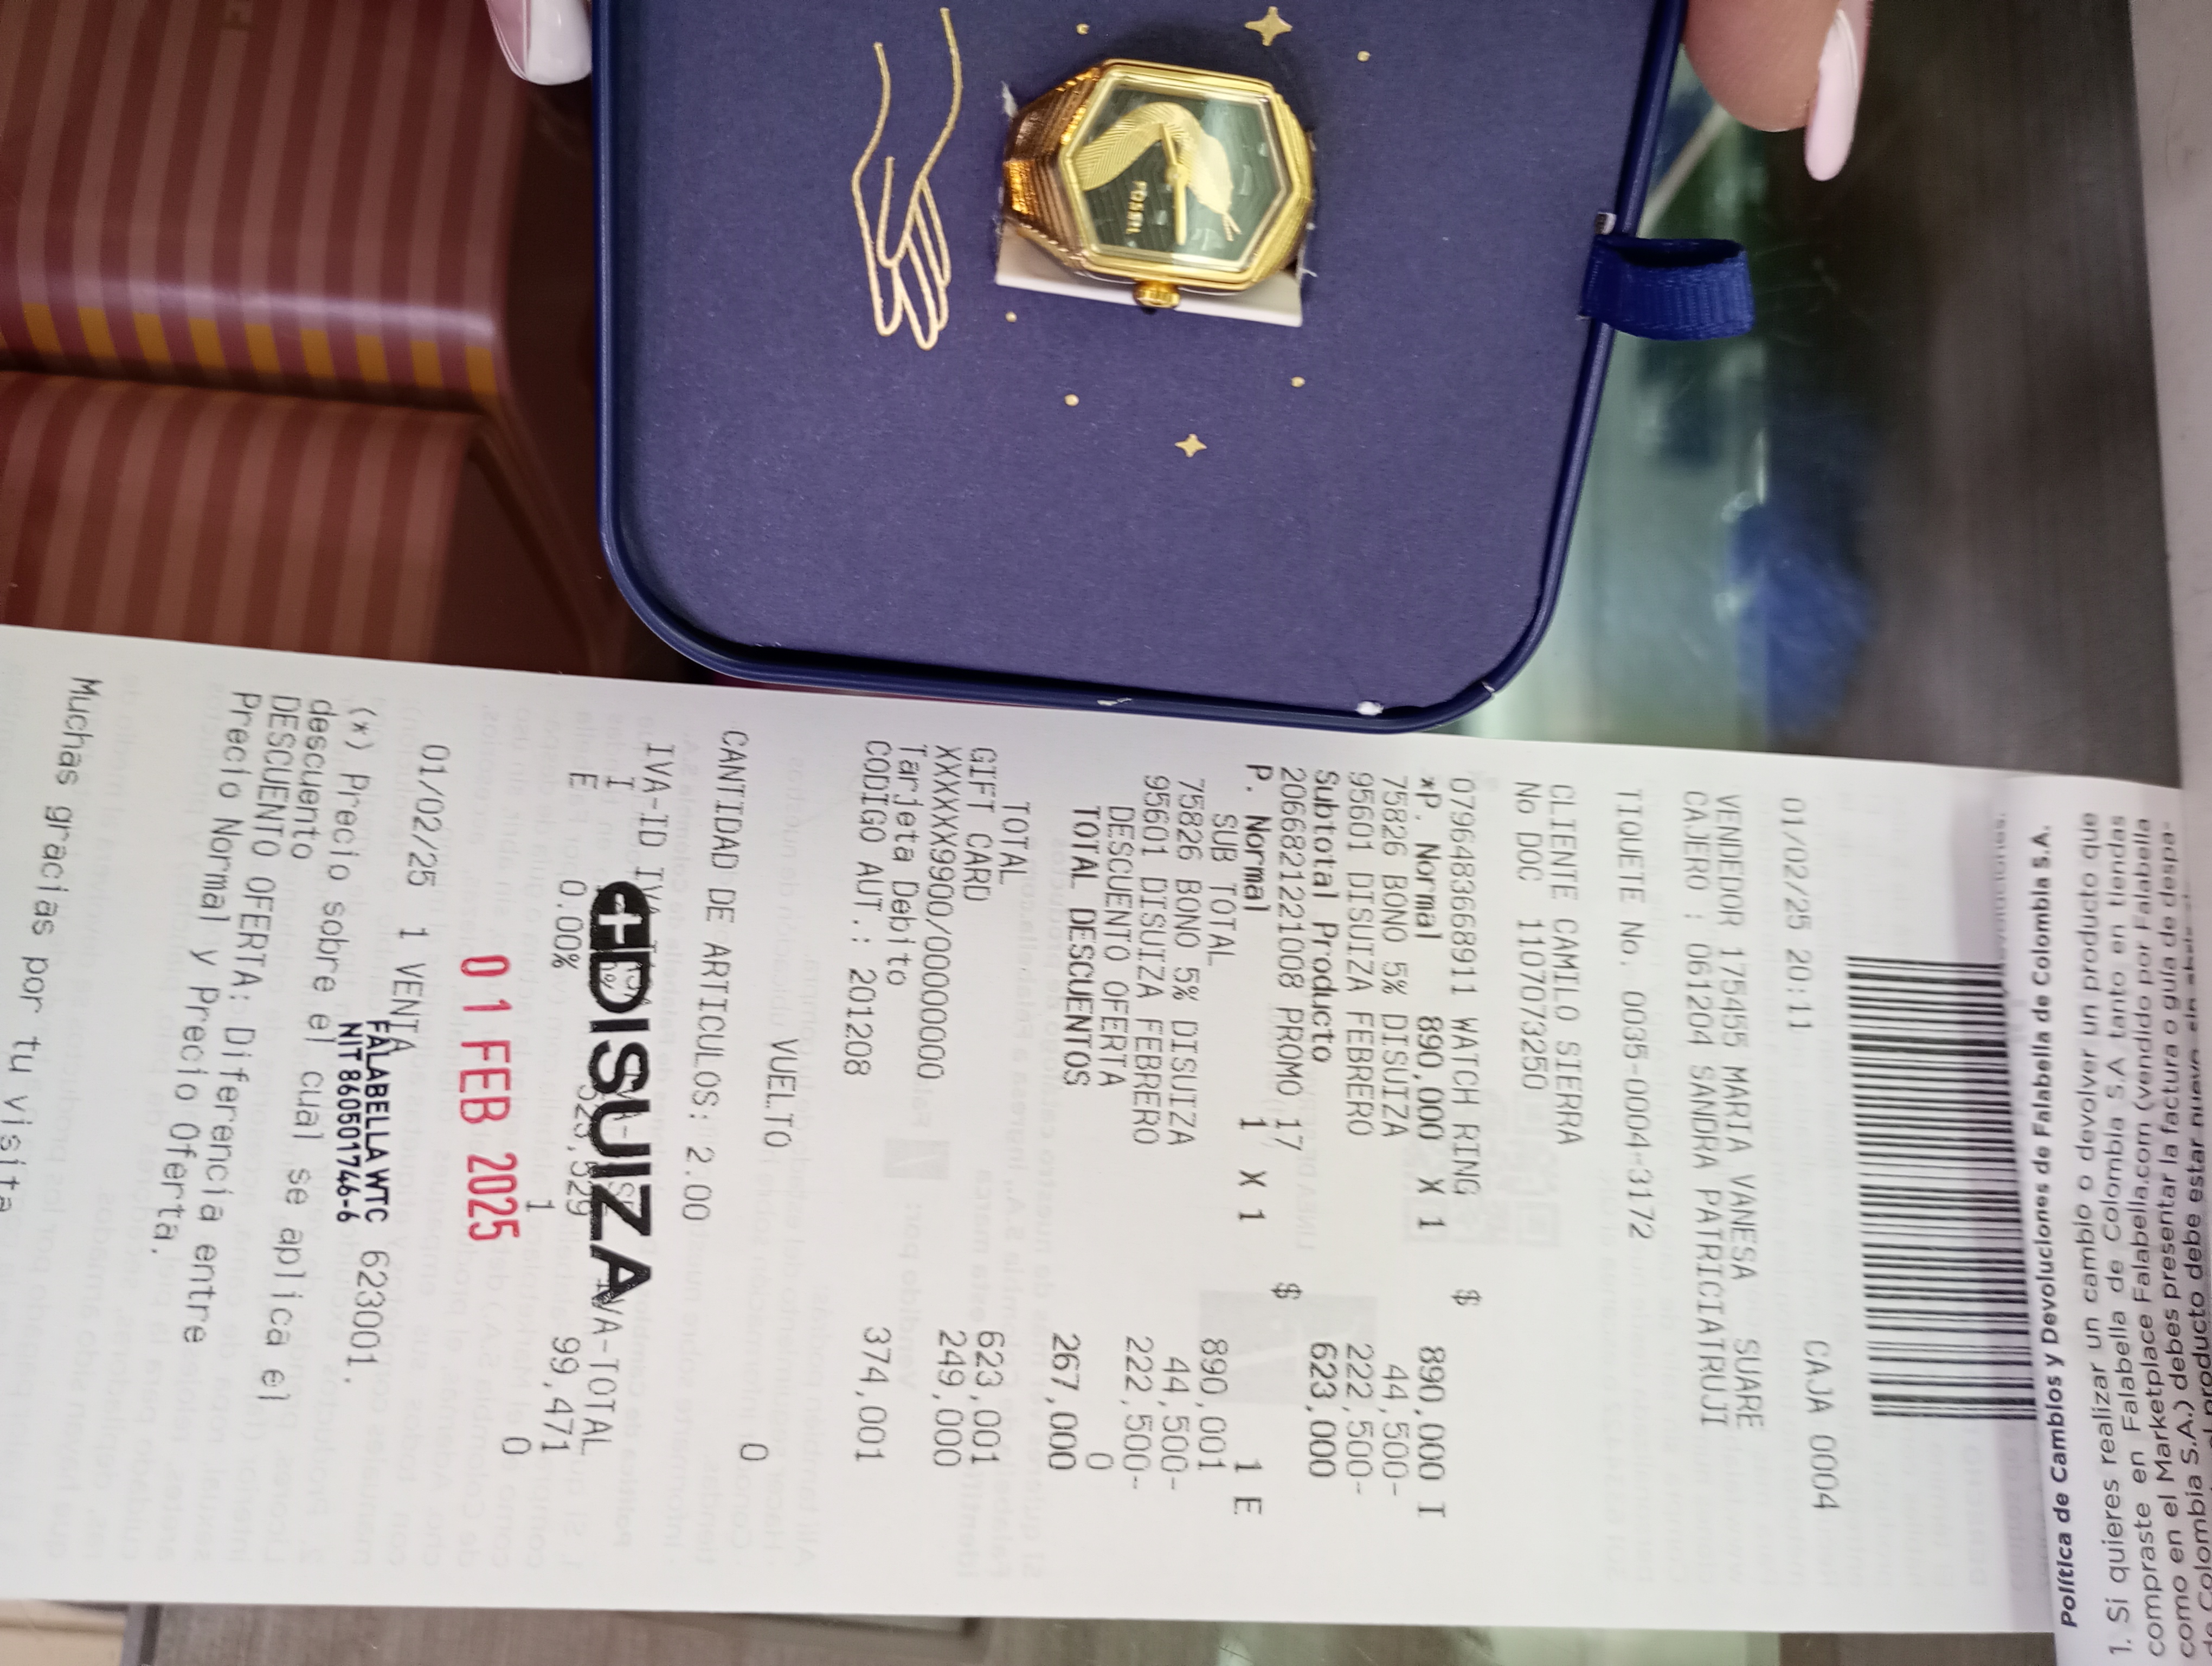 FOSSIL
Política de Cambios y Devoluciones de Falabella de Colombia S.A.
1. Si quieres realizar un cambio o devolver un producto que
compraste en Falabella de Colombia S.A tanto en tiendas
como en el Marketplace Falabella.com (vendido por Falabella
de Colombia S.A.) debes presentar la factura o guía de despa-
producto debe estar nuevo,
01/02/25 20:11 CAJA 0004
VENDEDOR 175455 MARIA VANESA SUARE
CAJERO : 061204 SANDRA PATRICIATRUJI
TIQUETE No. 0035-0004-3172
CLIENTE CAMILO SIERRA
No DOC 1107073250
0796483668911 WATCH RING $ 890,000 I
*P. Normal 890,000 X 1
75826 BONO 5% DISUIZA 44,500-
95601 DISUIZA FEBRERO 222,500-
Subtotal Producto 623,000
2066821221008 PROMO 17 $ 1 E
P. Normal 1 X 1
SUB TOTAL 890,001
75826 BONO 5% DISUIZA 44,500-
95601 DISUIZA FEBRERO 222,500-
DESCUENTO OFERTA 0
TOTAL DESCUENTOS 267,000
TOTAL 623,001
GIFT CARD 249,000
XXXXXX9900/00000000
Tarjeta Debito 374,001
CODIGO AUT.: 201208
VUELTO 0
CANTIDAD DE ARTICULOS: 2.00
IVA-ID IVA-TOTAL
I 523,529 99,471
E 0.00% 1 0
DISUIZA
01 FEB 2025
FALABELLA WTC
NIT 860501746-6
01/02/25 1 VENTA
(*) Precio sobre el cual se aplica el 623001.
descuento
DESCUENTO OFERTA: Diferencia entre
Precio Normal y Precio Oferta.
Muchas gracias por tu visita